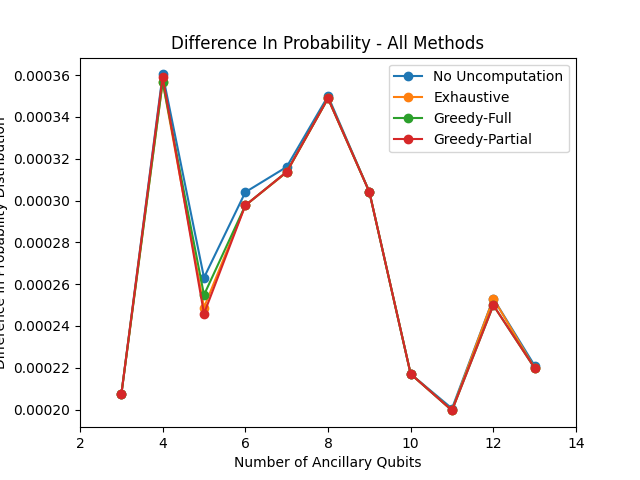 Difference In Probability - All Methods
No Uncomputation
Exhaustive
Greedy-Full
Greedy-Partial
Difference in Probability Distribution
0.00036
0.00034
0.00032
0.00030
0.00028
0.00026
0.00024
0.00022
0.00020
2 4 6 8 10 12 14
Number of Ancillary Qubits